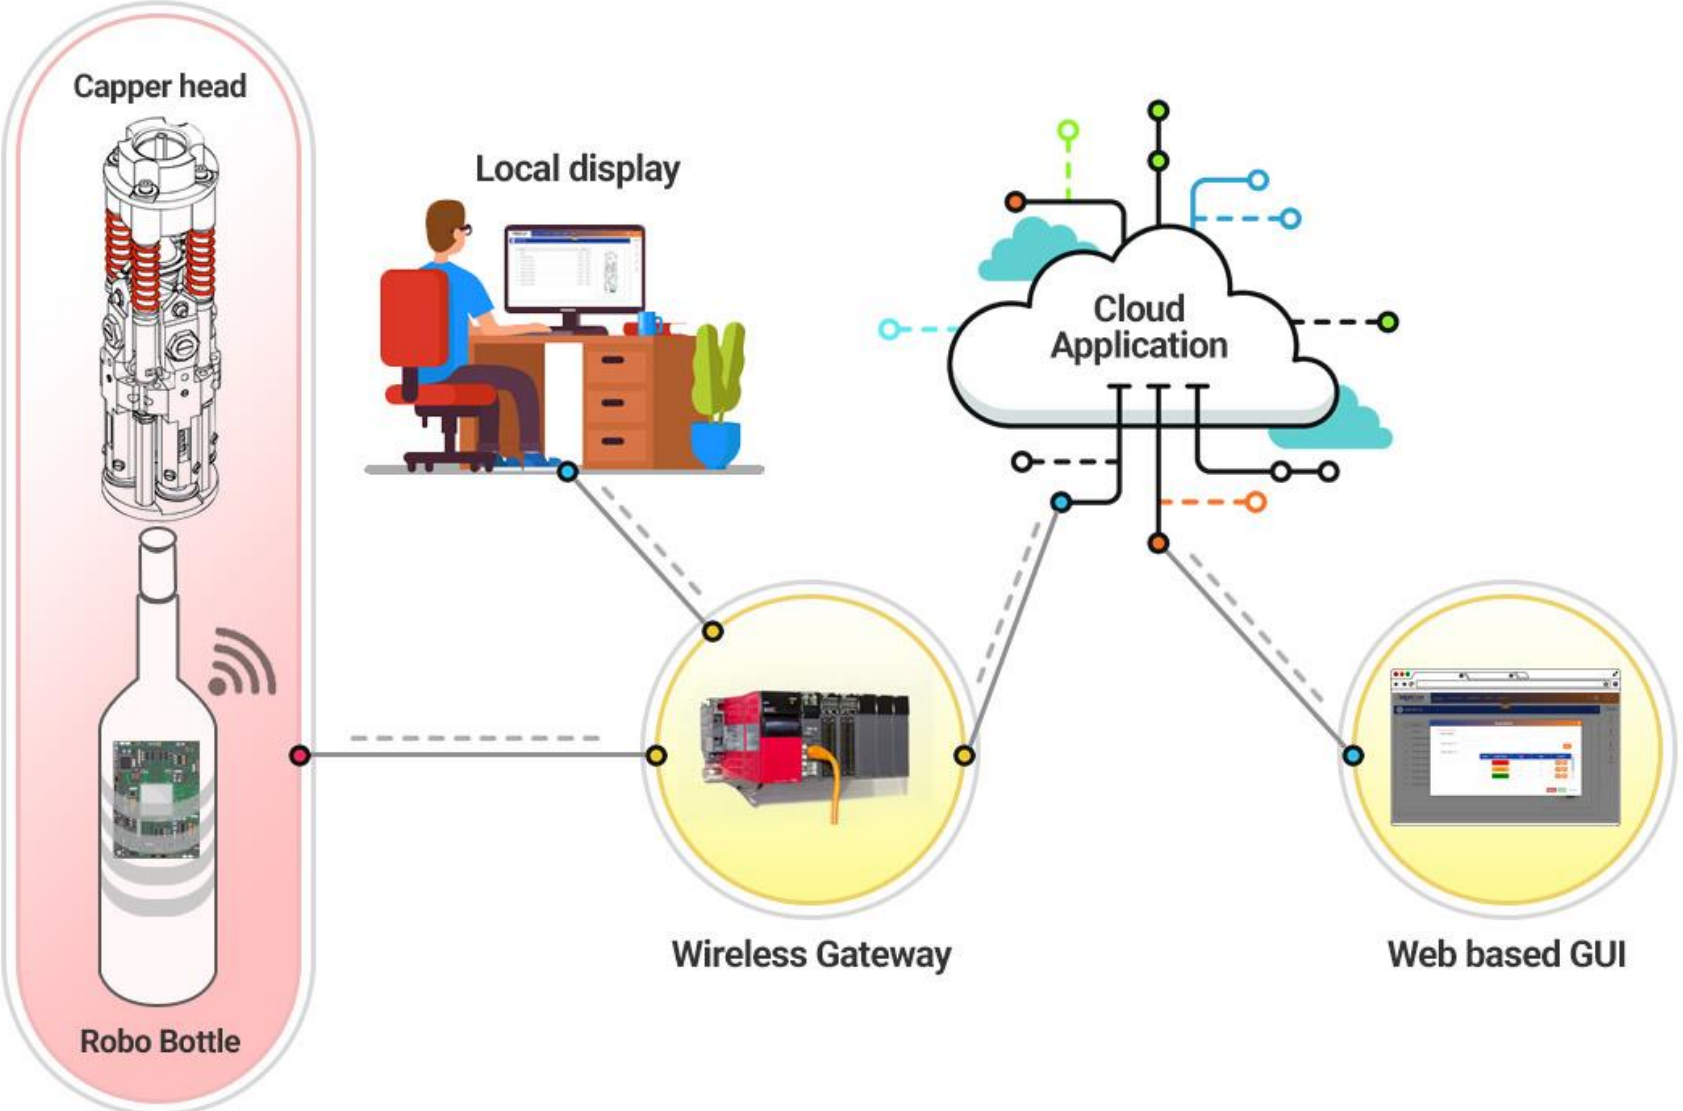 Capper head
Local display
Cloud
Application
Wireless Gateway
Web based GUI
Robo Bottle